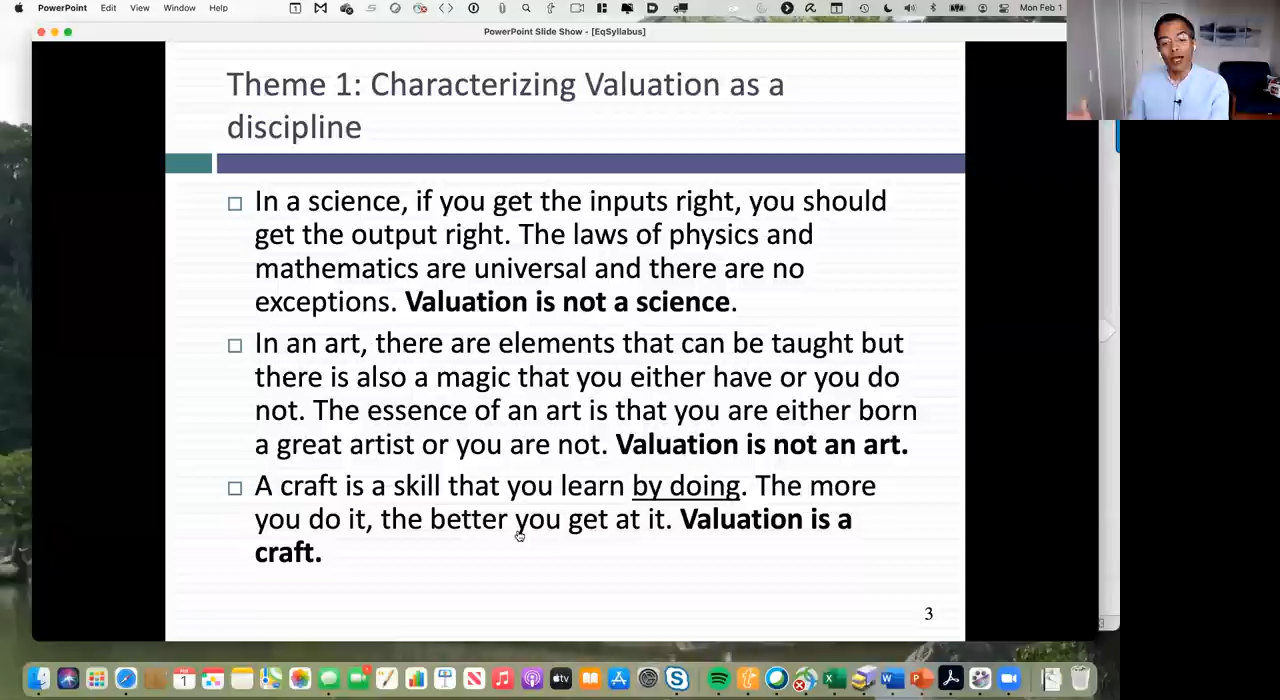 PowerPoint Edit View Window Help
Mon Feb 1
PowerPoint Slide Show - [EqSyllabus]
Theme 1: Characterizing Valuation as a
discipline
In a science, if you get the inputs right, you should
get the output right. The laws of physics and
mathematics are universal and there are no
exceptions. Valuation is not a science.
In an art, there are elements that can be taught but
there is also a magic that you either have or you do
not. The essence of an art is that you are either born
a great artist or you are not. Valuation is not an art.
A craft is a skill that you learn by doing. The more
you do it, the better you get at it. Valuation is a
craft.
3